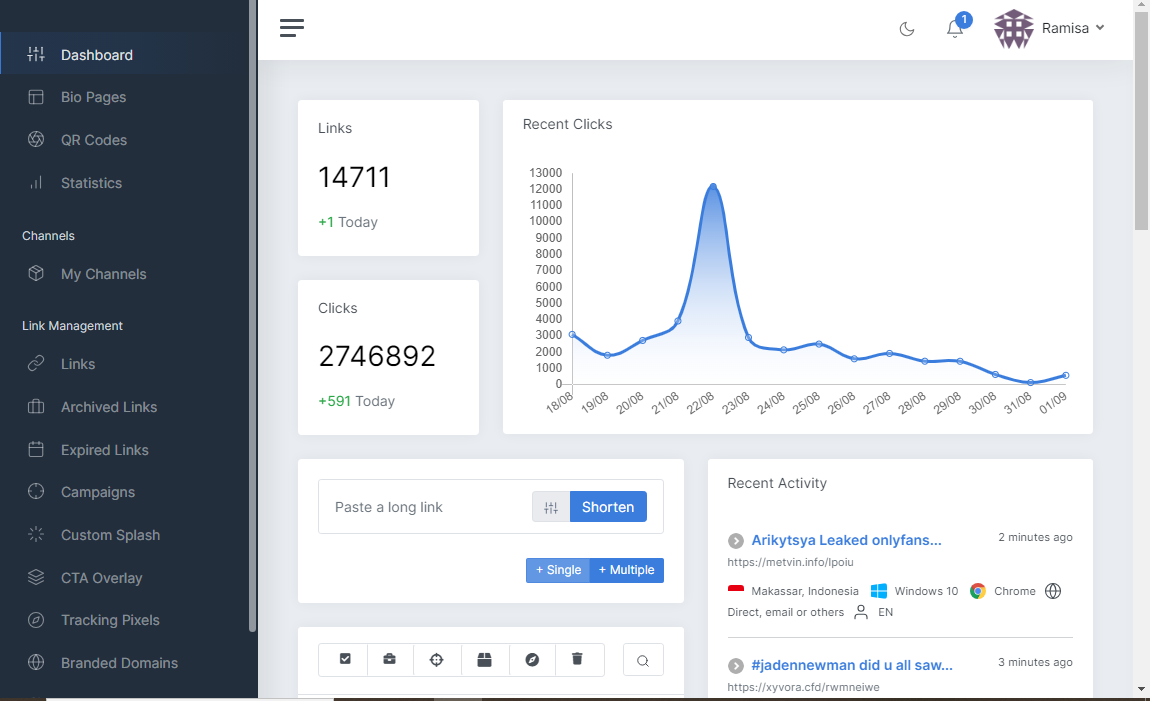 Dashboard
Bio Pages
QR Codes
Statistics
Channels
My Channels
Link Management
Links
Archived Links
Expired Links
Campaigns
Custom Splash
CTA Overlay
Tracking Pixels
Branded Domains
1
Ramisa
Links
14711
+1 Today
Clicks
2746892
+591 Today
Recent Clicks
13000
12000
11000
10000
9000
8000
7000
6000
5000
4000
3000
2000
1000
0
18/08 19/08 20/08 21/08 22/08 23/08 24/08 25/08 26/08 27/08 28/08 29/08 30/08 31/08 01/09
Paste a long link
Shorten
+ Single + Multiple
Recent Activity
Arikytsya Leaked onlyfans... 2 minutes ago
https://metvin.info/lpoiu
Makassar, Indonesia Windows 10 Chrome
Direct, email or others EN
#jadennewman did u all saw... 3 minutes ago
https://xyvora.cfd/rwmneiwe